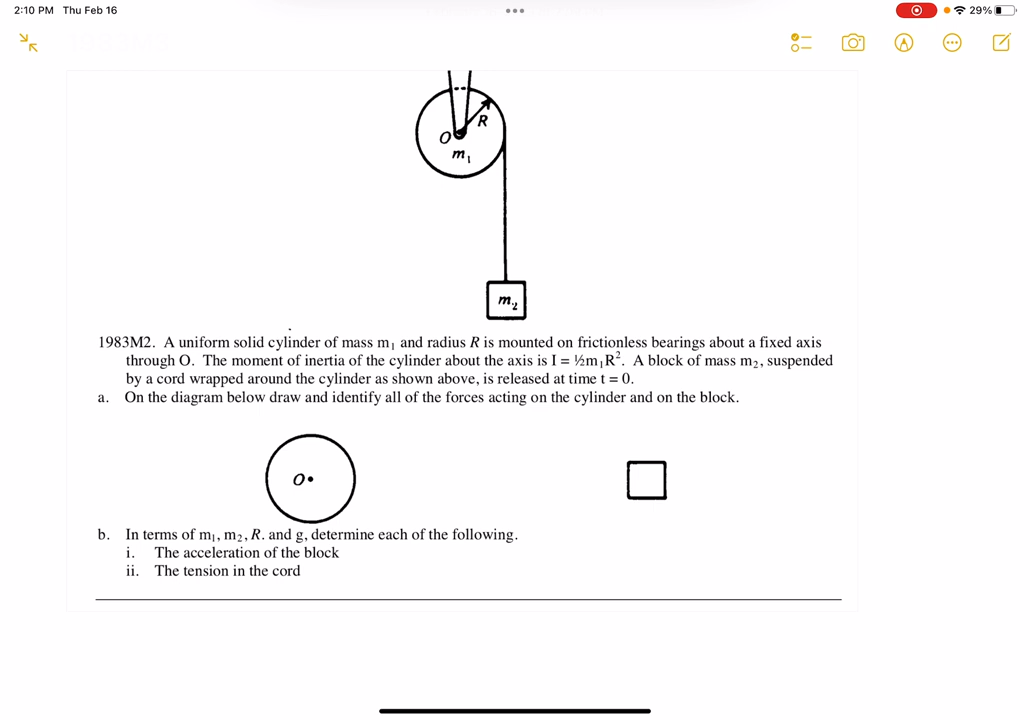 2:10 PM Thu Feb 16
29%
R
O
m₁
m₂
1983M2. A uniform solid cylinder of mass m₁ and radius R is mounted on frictionless bearings about a fixed axis
through O. The moment of inertia of the cylinder about the axis is I = ½m₁R². A block of mass m₂, suspended
by a cord wrapped around the cylinder as shown above, is released at time t = 0.
a. On the diagram below draw and identify all of the forces acting on the cylinder and on the block.
O
b. In terms of m₁, m₂, R. and g, determine each of the following.
i. The acceleration of the block
ii. The tension in the cord